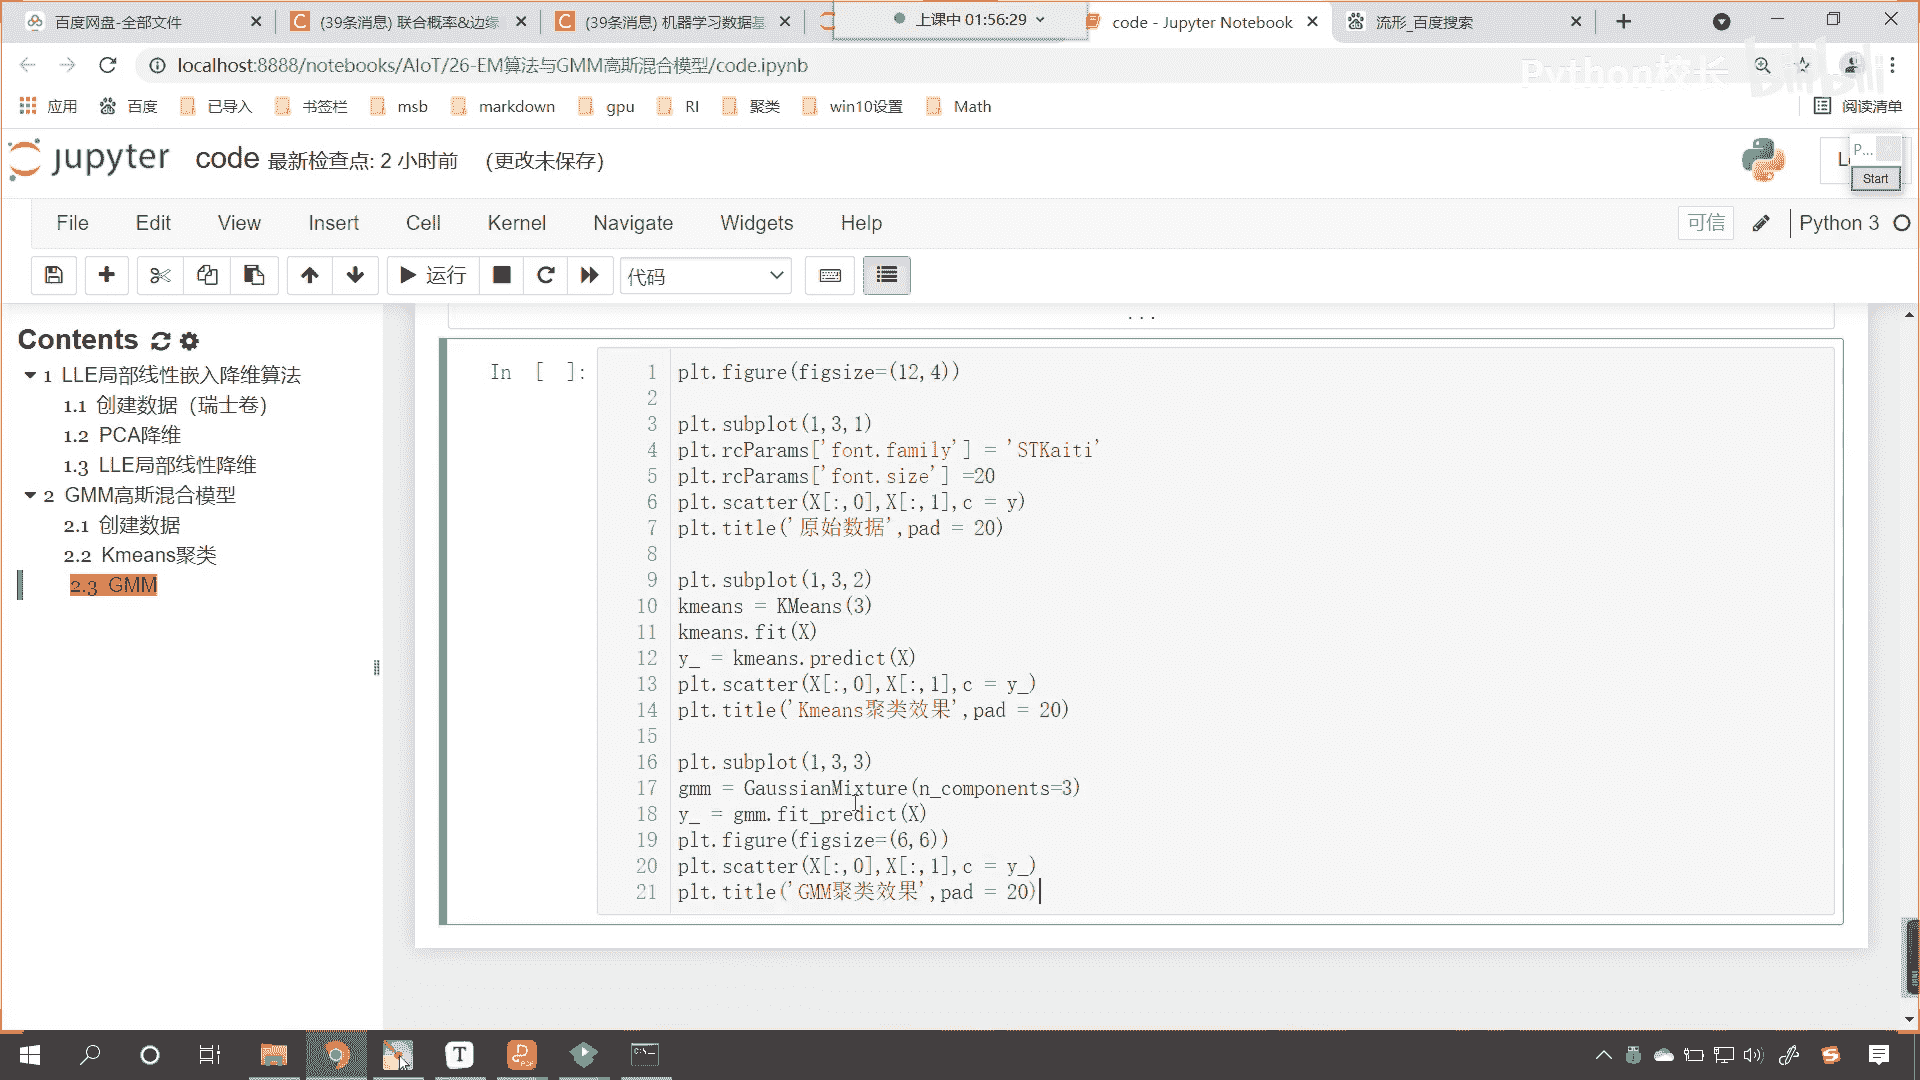 百度网盘-全部文件
(39条消息) 联合概率&边缘
(39条消息) 机器学习数据基
上课中 01:56:29
code - Jupyter Notebook
流形_百度搜索
localhost:8888/notebooks/AIoT/26-EM算法与GMM高斯混合模型/code.ipynb
Python校长
bilibili
应用
百度
已导入
书签栏
msb
markdown
gpu
RI
聚类
win10设置
Math
阅读清单
jupyter
code 最新检查点: 2 小时前 (更改未保存)
P...
Start
File
Edit
View
Insert
Cell
Kernel
Navigate
Widgets
Help
可信
Python 3
运行
代码
Contents
1 LLE局部线性嵌入降维算法
1.1 创建数据（瑞士卷）
1.2 PCA降维
1.3 LLE局部线性降维
2 GMM高斯混合模型
2.1 创建数据
2.2 Kmeans聚类
2.3 GMM
...
In [ ]:
1 plt.figure(figsize=(12,4))
2
3 plt.subplot(1,3,1)
4 plt.rcParams['font.family'] = 'STKaiti'
5 plt.rcParams['font.size'] =20
6 plt.scatter(X[:,0],X[:,1],c = y)
7 plt.title('原始数据',pad = 20)
8
9 plt.subplot(1,3,2)
10 kmeans = KMeans(3)
11 kmeans.fit(X)
12 y_ = kmeans.predict(X)
13 plt.scatter(X[:,0],X[:,1],c = y_)
14 plt.title('Kmeans聚类效果',pad = 20)
15
16 plt.subplot(1,3,3)
17 gmm = GaussianMixture(n_components=3)
18 y_ = gmm.fit_predict(X)
19 plt.figure(figsize=(6,6))
20 plt.scatter(X[:,0],X[:,1],c = y_)
21 plt.title('GMM聚类效果',pad = 20)